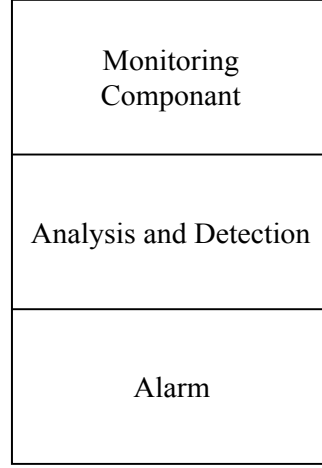 Monitoring
Componant
Analysis and Detection
Alarm